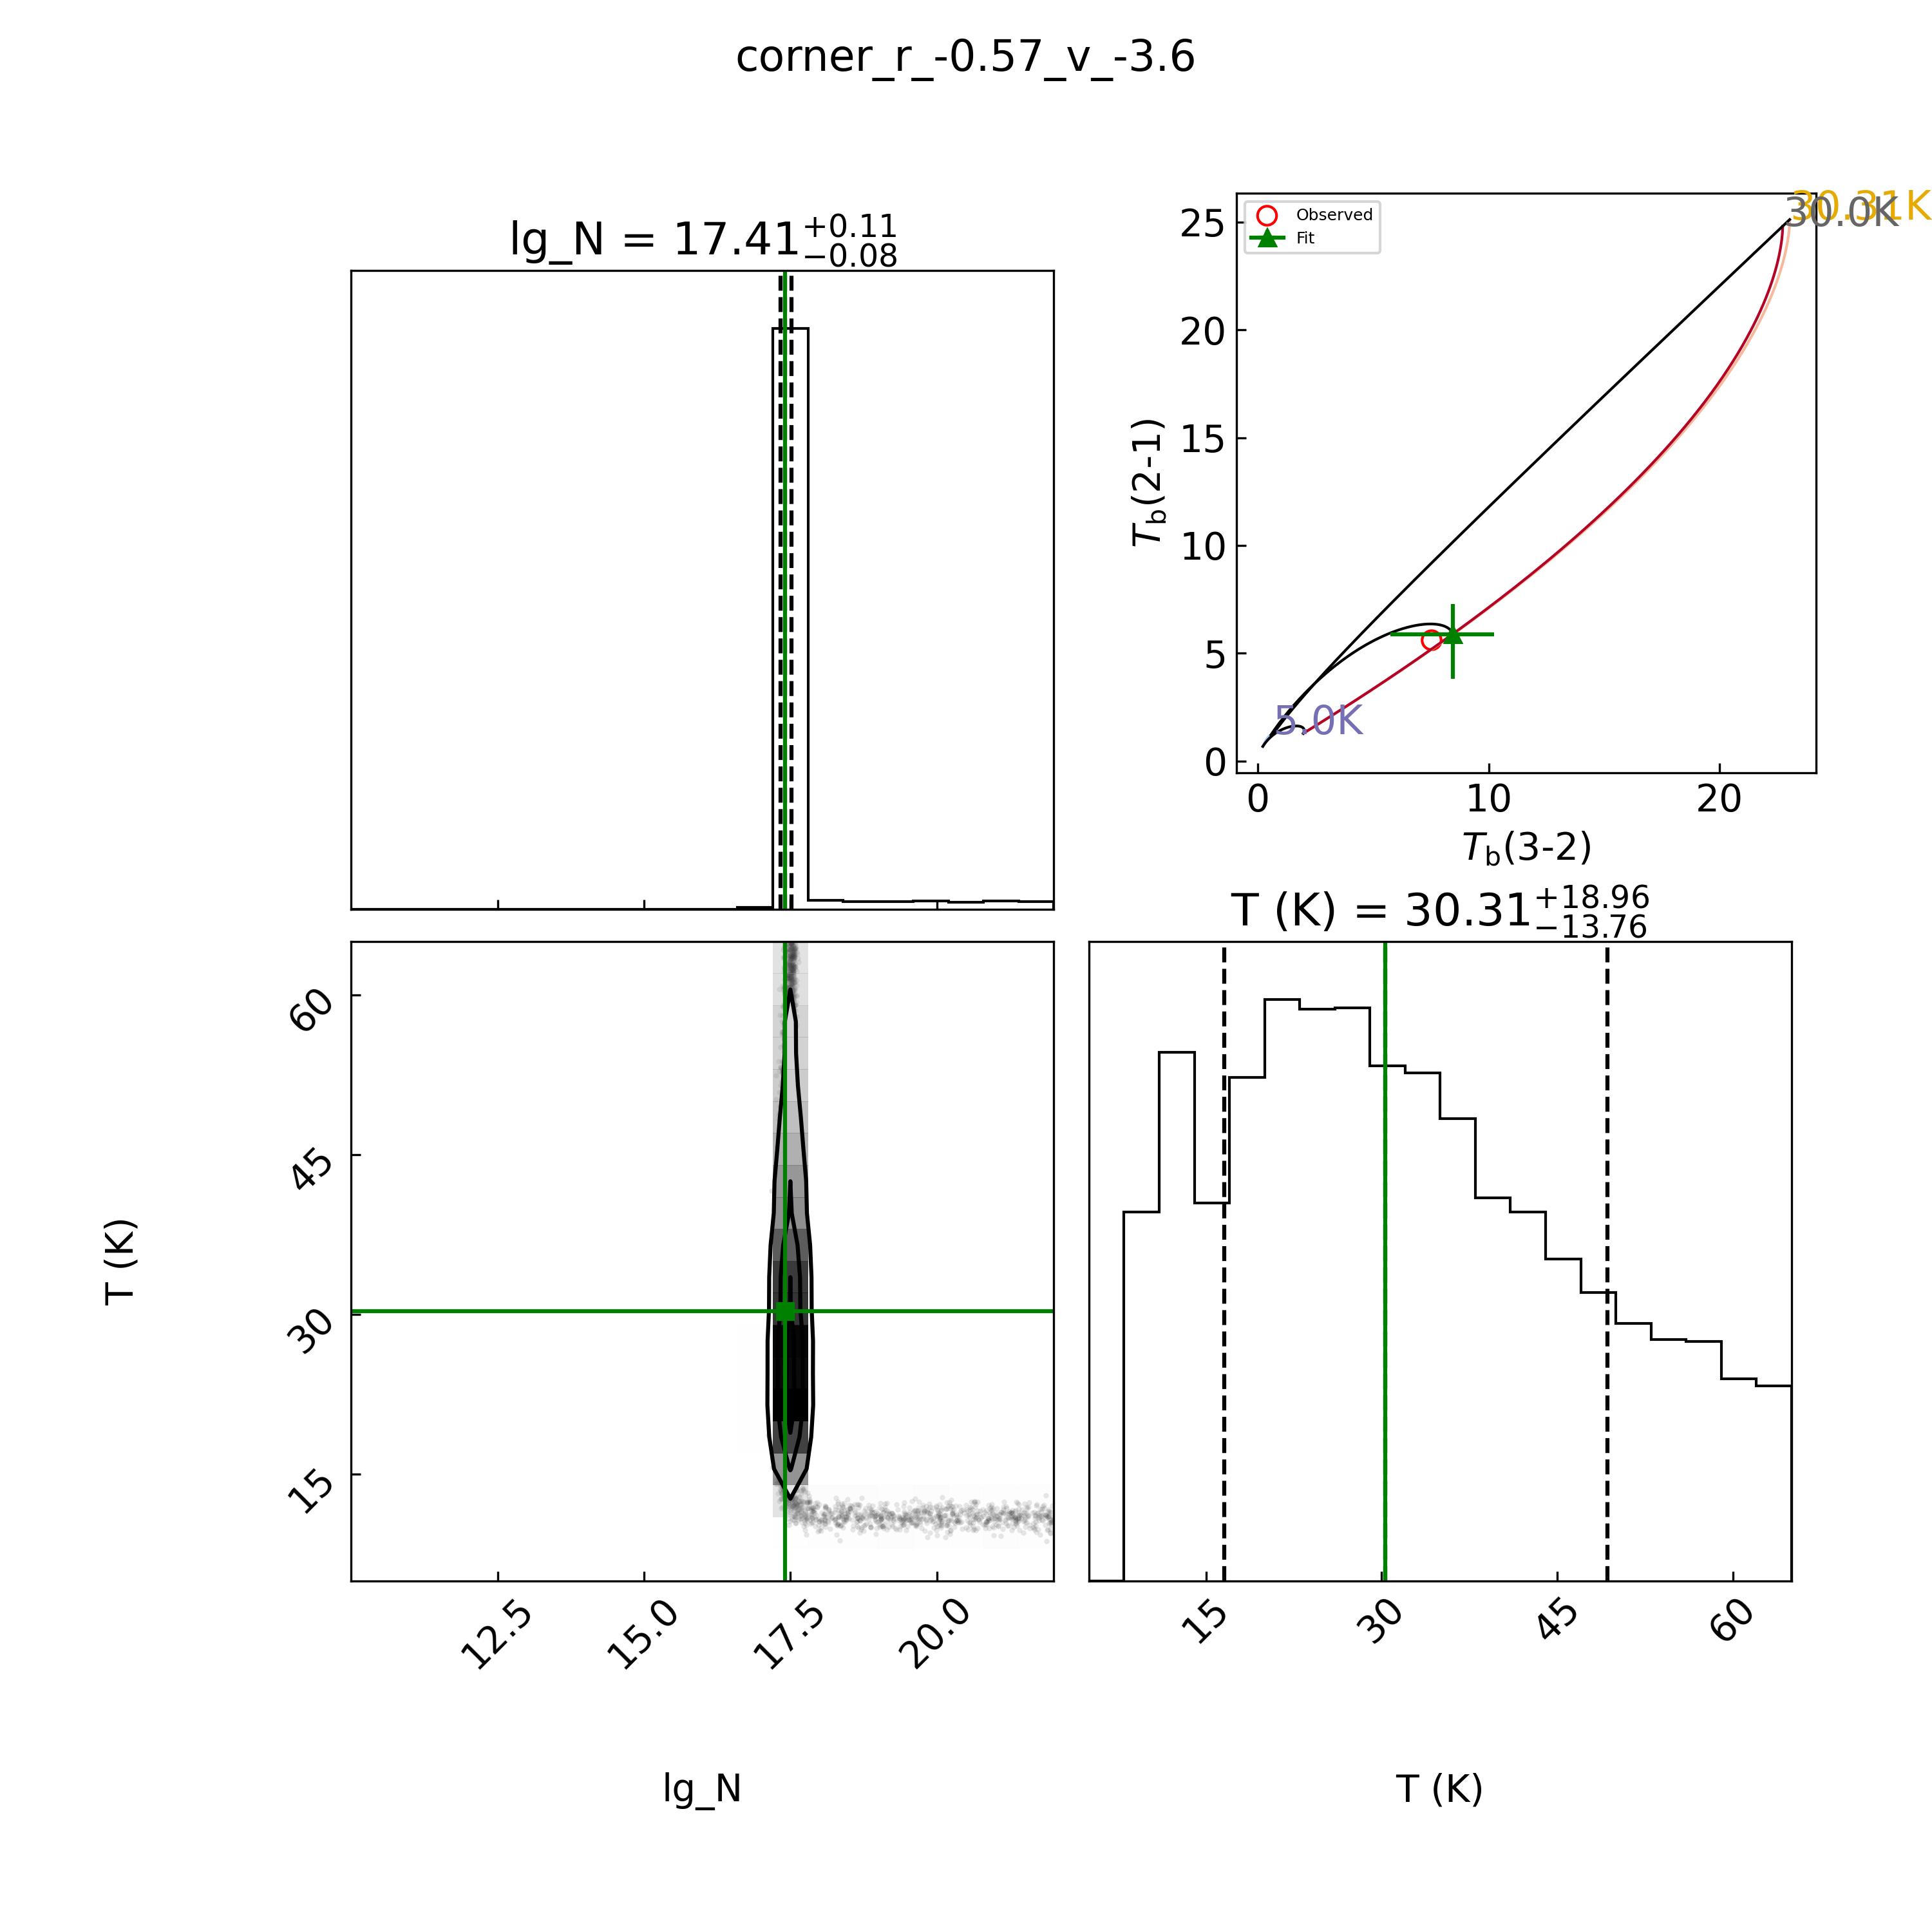 corner_r_-0.57_v_-3.6
lg_N = 17.41 +0.11 −0.08
25
20
15
10
5
0
T_b(2-1)
Observed
Fit
30.31K
30.0K
5.0K
0 10 20
T_b(3-2)
T (K) = 30.31 +18.96 −13.76
60
45
30
15
T (K)
12.5 15.0 17.5 20.0
lg_N
15 30 45 60
T (K)